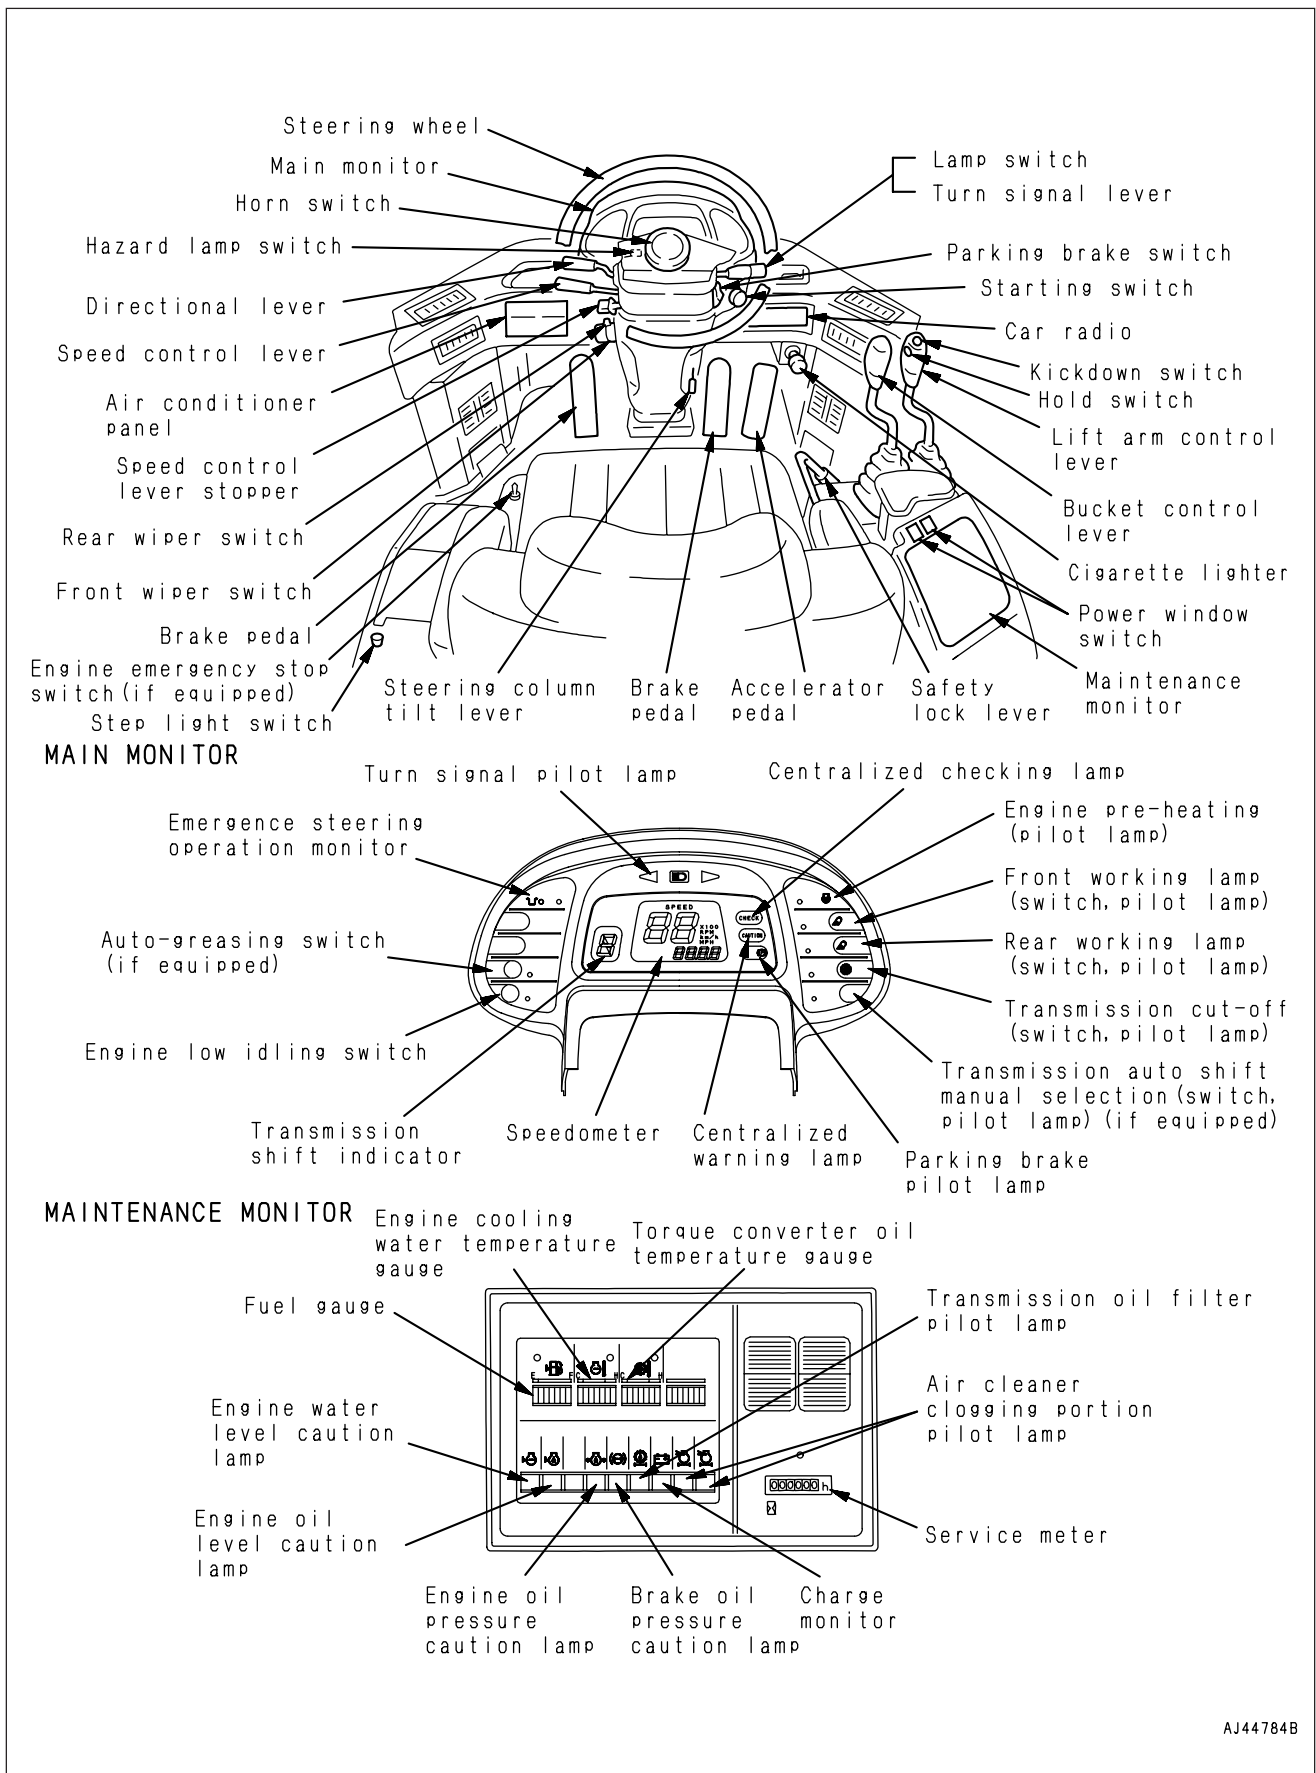 Steering wheel
Main monitor
Horn switch
Hazard lamp switch
Directional lever
Speed control lever
Air conditioner
panel
Speed control
lever stopper
Rear wiper switch
Front wiper switch
Brake pedal
Engine emergency stop
switch (if equipped)
Step light switch
Lamp switch
Turn signal lever
Parking brake switch
Starting switch
Car radio
Kickdown switch
Hold switch
Lift arm control
lever
Bucket control
lever
Cigarette lighter
Power window
switch
Maintenance
monitor
Steering column
tilt lever
Brake
pedal
Accelerator
pedal
Safety
lock lever
MAIN MONITOR
Turn signal pilot lamp
Centralized checking lamp
Emergence steering
operation monitor
Auto-greasing switch
(if equipped)
Engine low idling switch
Transmission
shift indicator
Speedometer
Centralized
warning lamp
Parking brake
pilot lamp
Engine pre-heating
(pilot lamp)
Front working lamp
(switch, pilot lamp)
Rear working lamp
(switch, pilot lamp)
Transmission cut-off
(switch, pilot lamp)
Transmission auto shift
manual selection (switch,
pilot lamp) (if equipped)
SPEED
88
X100
RPM
km/h
MPH
8888
8
CHECK
CAUTION
MAINTENANCE MONITOR
Engine cooling
water temperature
gauge
Torque converter oil
temperature gauge
Fuel gauge
Engine water
level caution
lamp
Engine oil
level caution
lamp
Engine oil
pressure
caution lamp
Brake oil
pressure
caution lamp
Charge
monitor
Transmission oil filter
pilot lamp
Air cleaner
clogging portion
pilot lamp
Service meter
E F C H C H
000000 h
AJ44784B